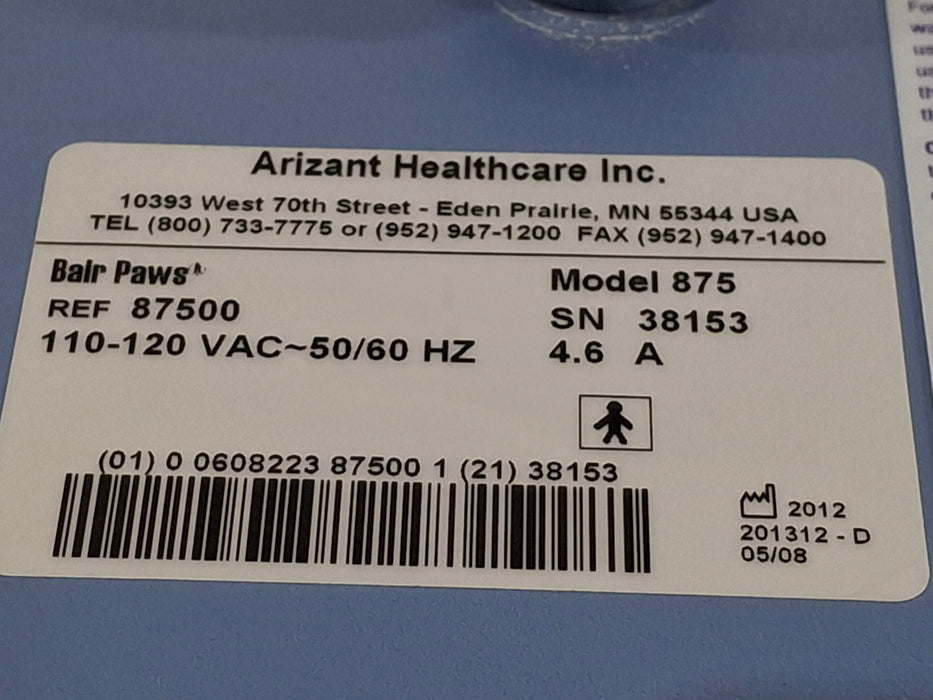 Arizant Healthcare Inc.
10393 West 70th Street - Eden Prairie, MN 55344 USA
TEL (800) 733-7775 or (952) 947-1200 FAX (952) 947-1400
Bair Paws
Model 875
REF 87500
SN 38153
110-120 VAC~50/60 HZ
4.6 A
(01) 0 0608223 87500 1 (21) 38153
2012
201312 - D
05/08